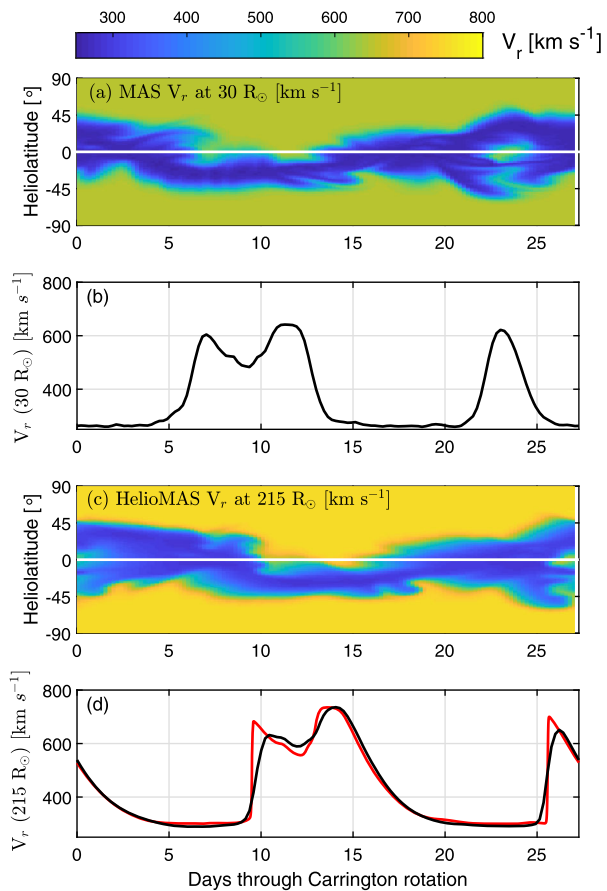 300 400 500 600 700 800
V_r [km s⁻¹]
(a) MAS V_r at 30 R_☉ [km s⁻¹]
Heliolatitude [°]
90
45
0
-45
-90
0 5 10 15 20 25
(b)
V_r (30 R_☉) [km s⁻¹]
800
600
400
0 5 10 15 20 25
(c) HelioMAS V_r at 215 R_☉ [km s⁻¹]
Heliolatitude [°]
90
45
0
-45
-90
0 5 10 15 20 25
(d)
V_r (215 R_☉) [km s⁻¹]
800
600
400
0 5 10 15 20 25
Days through Carrington rotation